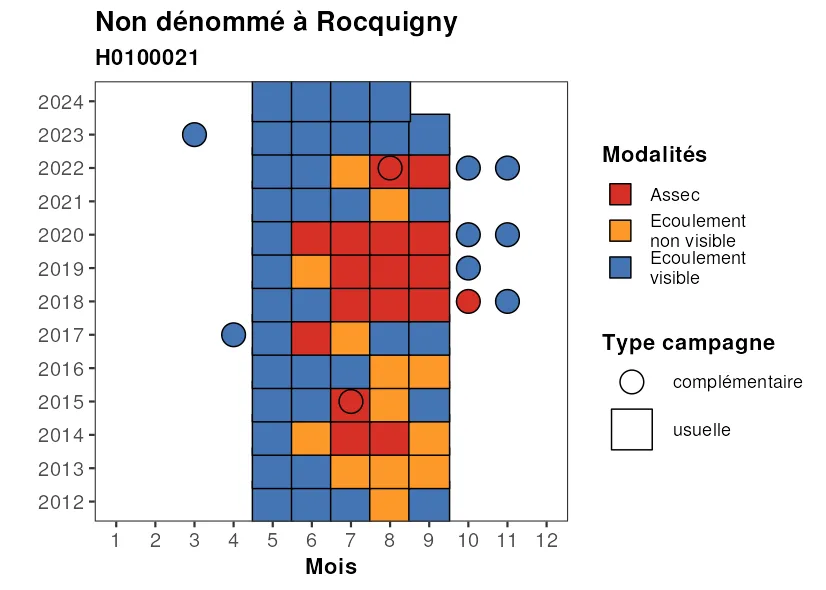 Non dénommé à Rocquigny
H0100021
2024
2023
2022
2021
2020
2019
2018
2017
2016
2015
2014
2013
2012
1 2 3 4 5 6 7 8 9 10 11 12
Mois
Modalités
Assec
Ecoulement
non visible
Ecoulement
visible
Type campagne
complémentaire
usuelle